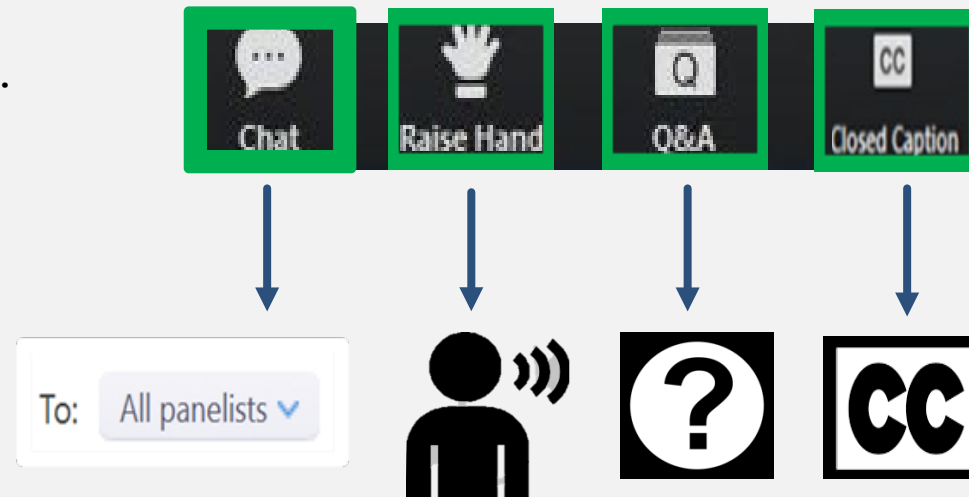 .
Q
CC
Chat
Raise Hand
Q&A
Closed Caption
To: All panelists
?
CC